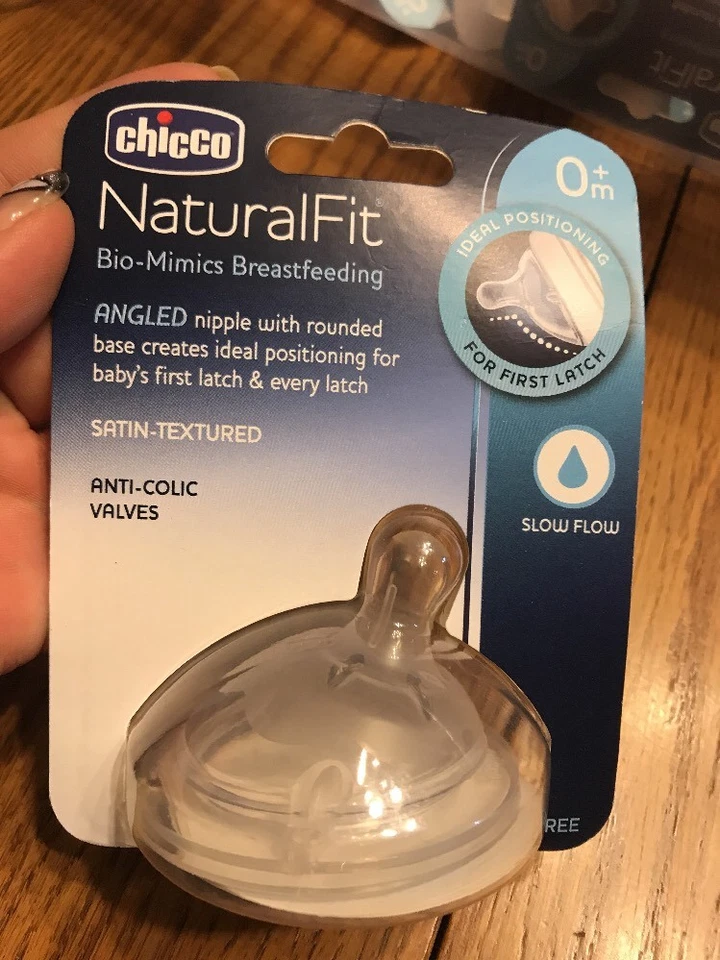 chicco
NaturalFit®
Bio-Mimics Breastfeeding
ANGLED nipple with rounded
base creates ideal positioning for
baby's first latch & every latch
SATIN-TEXTURED
ANTI-COLIC
VALVES
0+
m
IDEAL POSITIONING
FOR FIRST LATCH
SLOW FLOW
REE